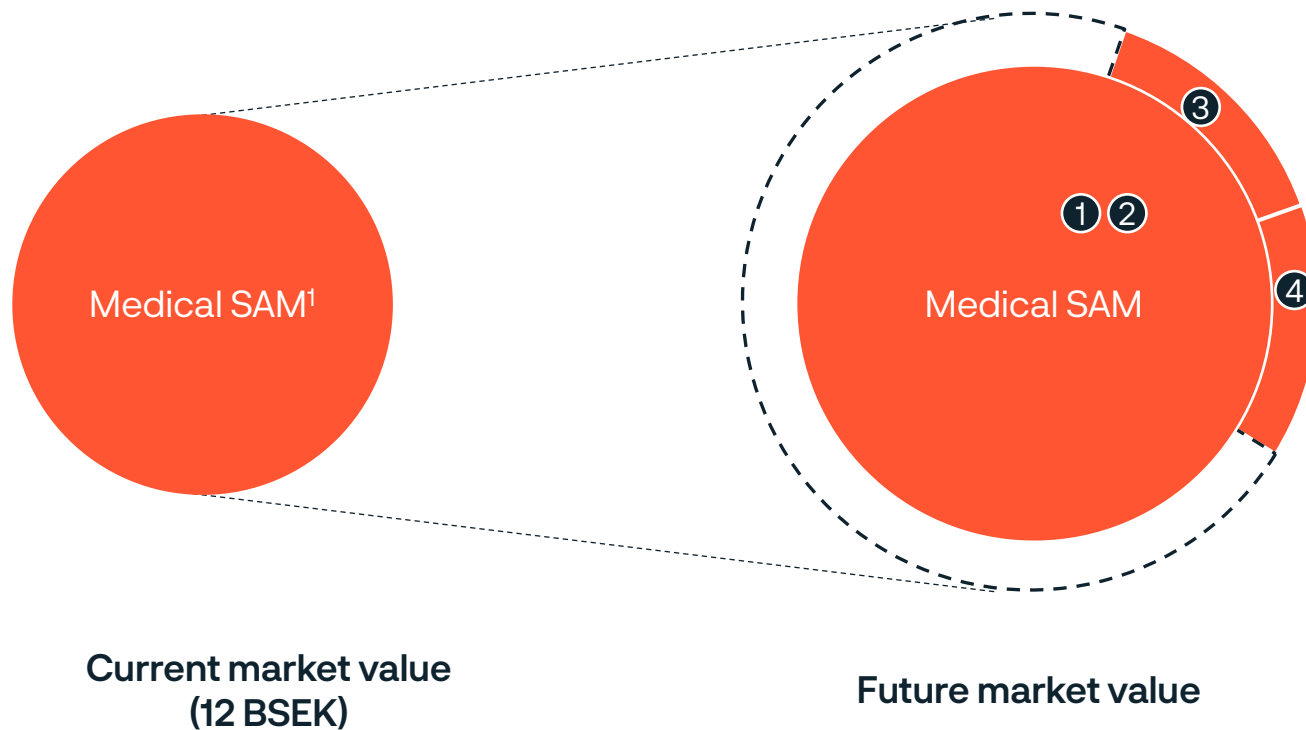 3
1 2
4
Medical SAM¹
Medical SAM
Current market value
(12 BSEK)
Future market value